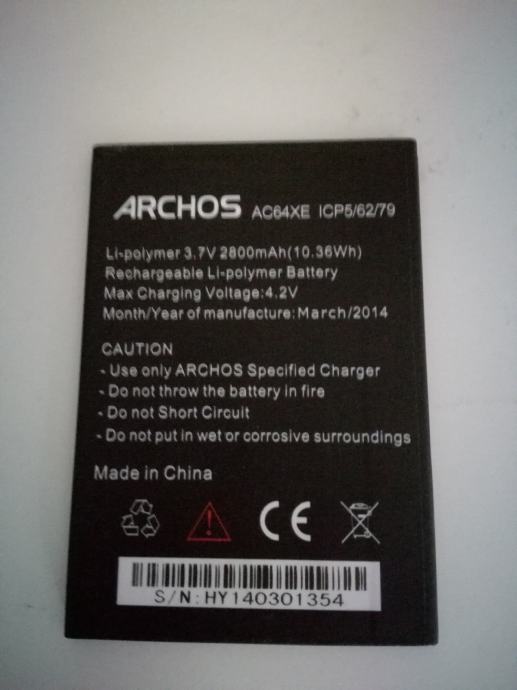 ARCHOS AC64XE ICP5/62/79
Li-polymer 3.7V 2800mAh(10.36Wh)
Rechargeable Li-polymer Battery
Max Charging Voltage:4.2V
Month/Year of manufacture:March/2014
CAUTION
- Use only ARCHOS Specified Charger
- Do not throw the battery in fire
- Do not Short Circuit
- Do not put in wet or corrosive surroundings
Made in China
CE
S/N:HY140301354